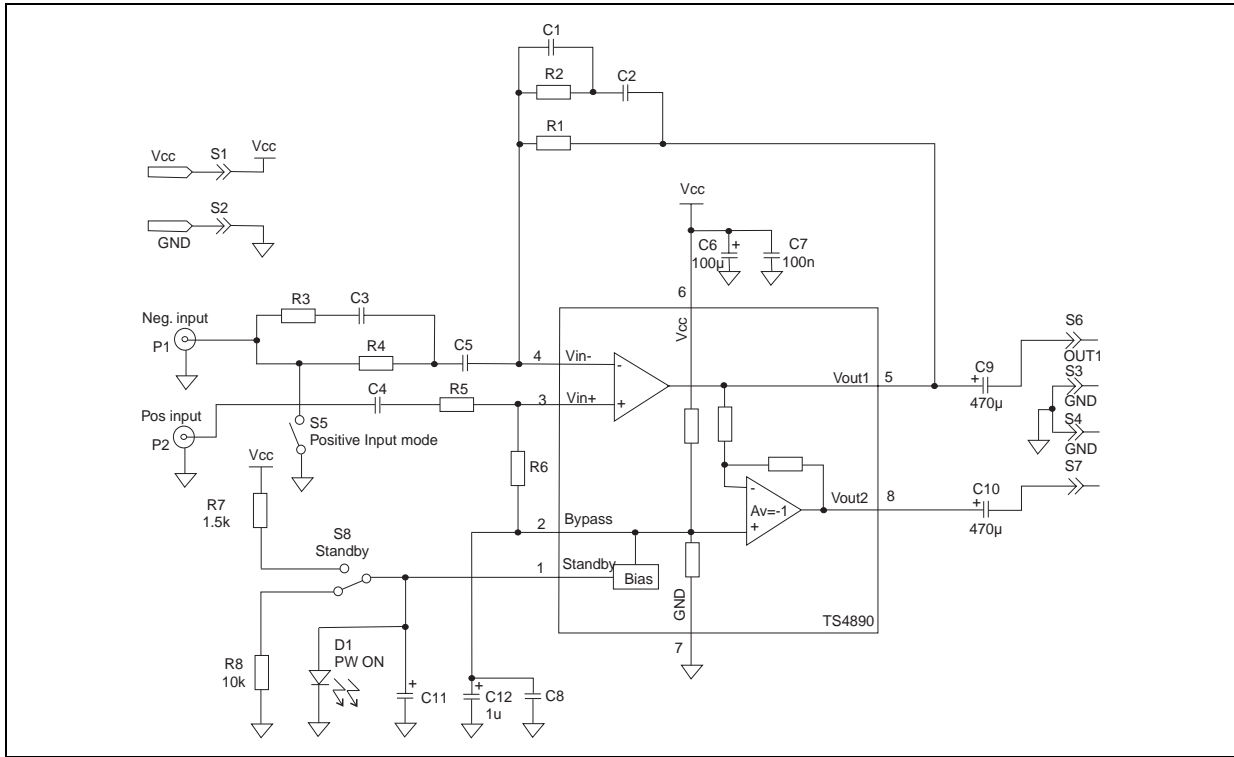 C1
R2
C2
R1
Vcc
S1
Vcc
S2
GND
Vcc
C6
+
100µ
C7
100n
6
Vcc
R3
C3
Neg. input
P1
R4
C5
4
Vin-
-
Vout1
5
+
C9
470µ
S6
OUT1
S3
GND
S4
GND
S7
Pos input
P2
C4
R5
3
Vin+
+
S5
Positive Input mode
R6
Vcc
R7
1.5k
S8
Standby
2
Bypass
-
+
Av=-1
Vout2
8
+
C10
470µ
1
Standby
Bias
GND
TS4890
7
R8
10k
D1
PW ON
+
C11
+
C12
1u
C8